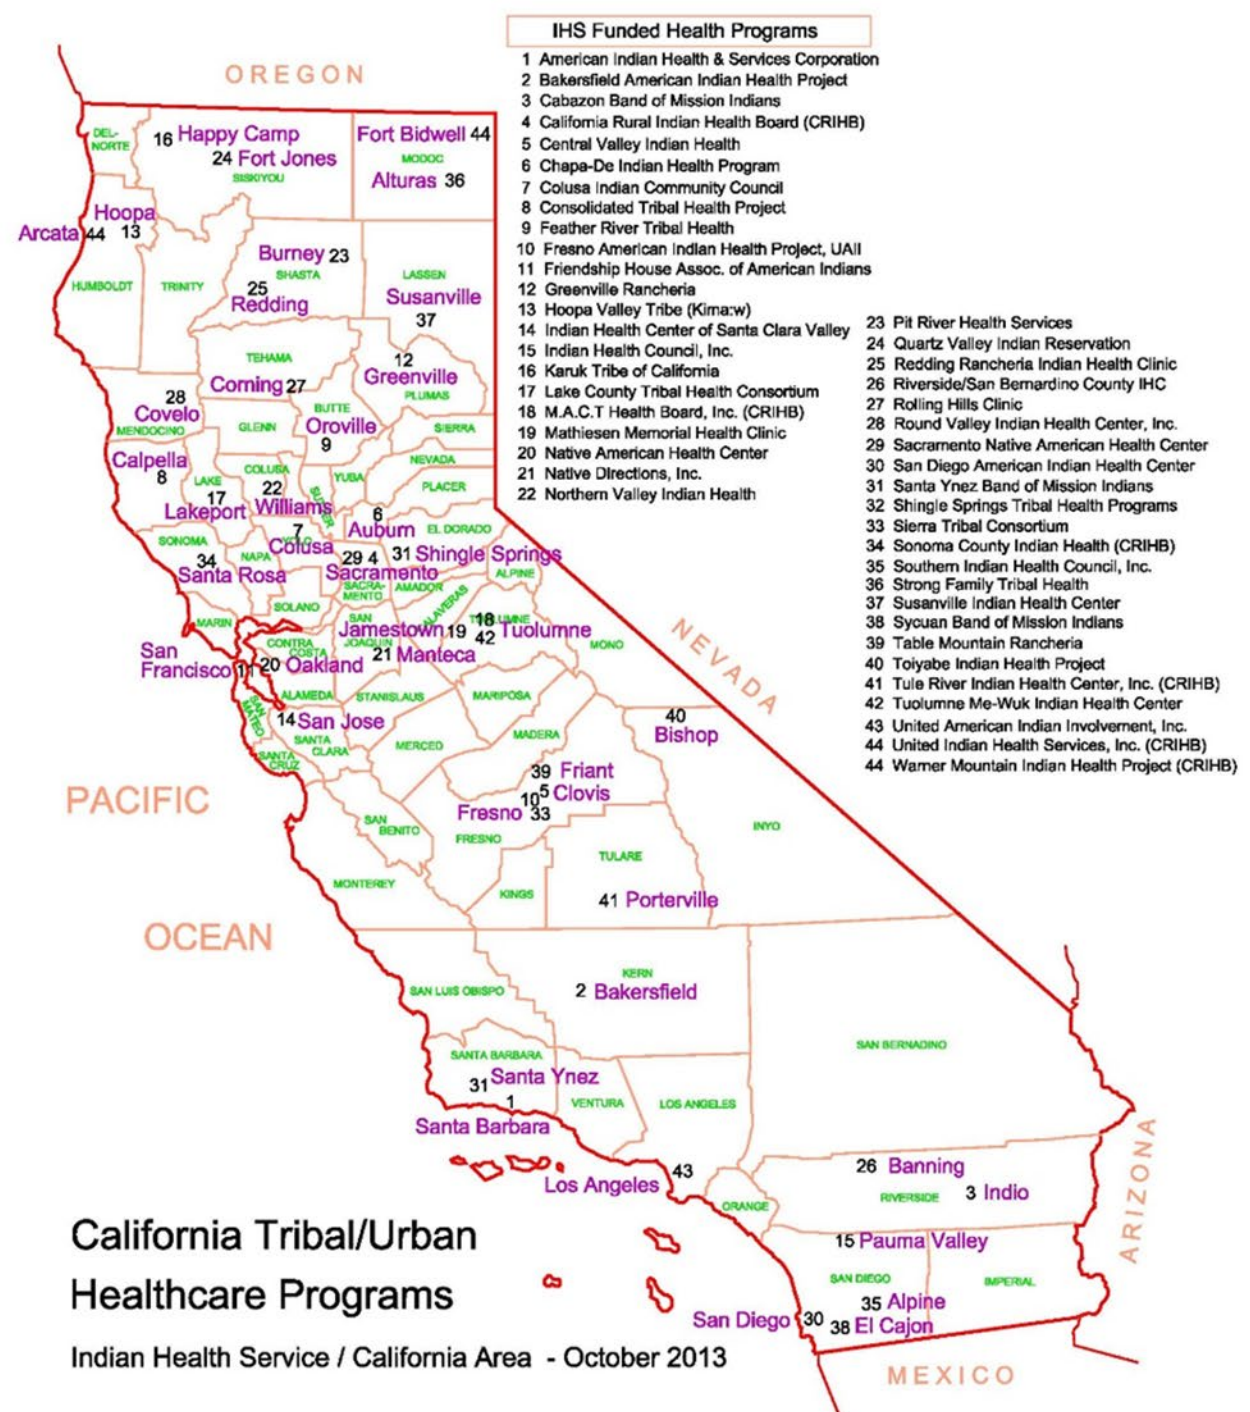 IHS Funded Health Programs
1 American Indian Health & Services Corporation
2 Bakersfield American Indian Health Project
3 Cabazon Band of Mission Indians
4 California Rural Indian Health Board (CRIHB)
5 Central Valley Indian Health
6 Chapa-De Indian Health Program
7 Colusa Indian Community Council
8 Consolidated Tribal Health Project
9 Feather River Tribal Health
10 Fresno American Indian Health Project, UAII
11 Friendship House Assoc. of American Indians
12 Greenville Rancheria
13 Hoopa Valley Tribe (Kima:w)
14 Indian Health Center of Santa Clara Valley
15 Indian Health Council, Inc.
16 Karuk Tribe of California
17 Lake County Tribal Health Consortium
18 M.A.C.T Health Board, Inc. (CRIHB)
19 Mathiesen Memorial Health Clinic
20 Native American Health Center
21 Native Directions, Inc.
22 Northern Valley Indian Health
23 Pit River Health Services
24 Quartz Valley Indian Reservation
25 Redding Rancheria Indian Health Clinic
26 Riverside/San Bernardino County IHC
27 Rolling Hills Clinic
28 Round Valley Indian Health Center, Inc.
29 Sacramento Native American Health Center
30 San Diego American Indian Health Center
31 Santa Ynez Band of Mission Indians
32 Shingle Springs Tribal Health Programs
33 Sierra Tribal Consortium
34 Sonoma County Indian Health (CRIHB)
35 Southern Indian Health Council, Inc.
36 Strong Family Tribal Health
37 Susanville Indian Health Center
38 Sycuan Band of Mission Indians
39 Table Mountain Rancheria
40 Toiyabe Indian Health Project
41 Tule River Indian Health Center, Inc. (CRIHB)
42 Tuolumne Me-Wuk Indian Health Center
43 United American Indian Involvement, Inc.
44 United Indian Health Services, Inc. (CRIHB)
44 Warner Mountain Indian Health Project (CRIHB)
OREGON
DEL-
NORTE
16 Happy Camp
24 Fort Jones
SISKIYOU
Fort Bidwell 44
MODOC
Alturas 36
Hoopa
13
Arcata 44
HUMBOLDT
TRINITY
Burney 23
SHASTA
25
Redding
LASSEN
Susanville
37
TEHAMA
Corning 27
12
Greenville
PLUMAS
28
Covelo
MENDOCINO
GLENN
BUTTE
Oroville
9
SIERRA
Calpella
8
LAKE
17
Lakeport
COLUSA
22
Williams
SUTTER
YUBA
NEVADA
PLACER
6
Auburn
EL DORADO
SONOMA
34
Santa Rosa
NAPA
7
YOLO
Colusa
29 4
Sacramento
SACRA-
MENTO
31 Shingle Springs
ALPINE
AMADOR
CALAVERAS
SOLANO
MARIN
SAN
JOAQUIN
Jamestown 19
18
TUOLUMNE
42 Tuolumne
MONO
NEVADA
San
Francisco 11
CONTRA
COSTA
20 Oakland
21 Manteca
ALAMEDA
STANISLAUS
MARIPOSA
SAN
MATEO
14 San Jose
SANTA
CLARA
SANTA
CRUZ
MERCED
MADERA
40
Bishop
PACIFIC
OCEAN
39 Friant
5 Clovis
10
Fresno 33
FRESNO
SAN
BENITO
INYO
MONTEREY
KINGS
TULARE
41 Porterville
SAN LUIS OBISPO
KERN
2 Bakersfield
SAN BERNADINO
SANTA BARBARA
31 Santa Ynez
1
Santa Barbara
VENTURA
LOS ANGELES
43
Los Angeles
ORANGE
26 Banning
RIVERSIDE
3 Indio
ARIZONA
15 Pauma Valley
SAN DIEGO
IMPERIAL
35 Alpine
San Diego 30
38 El Cajon
MEXICO
California Tribal/Urban
Healthcare Programs
Indian Health Service / California Area - October 2013